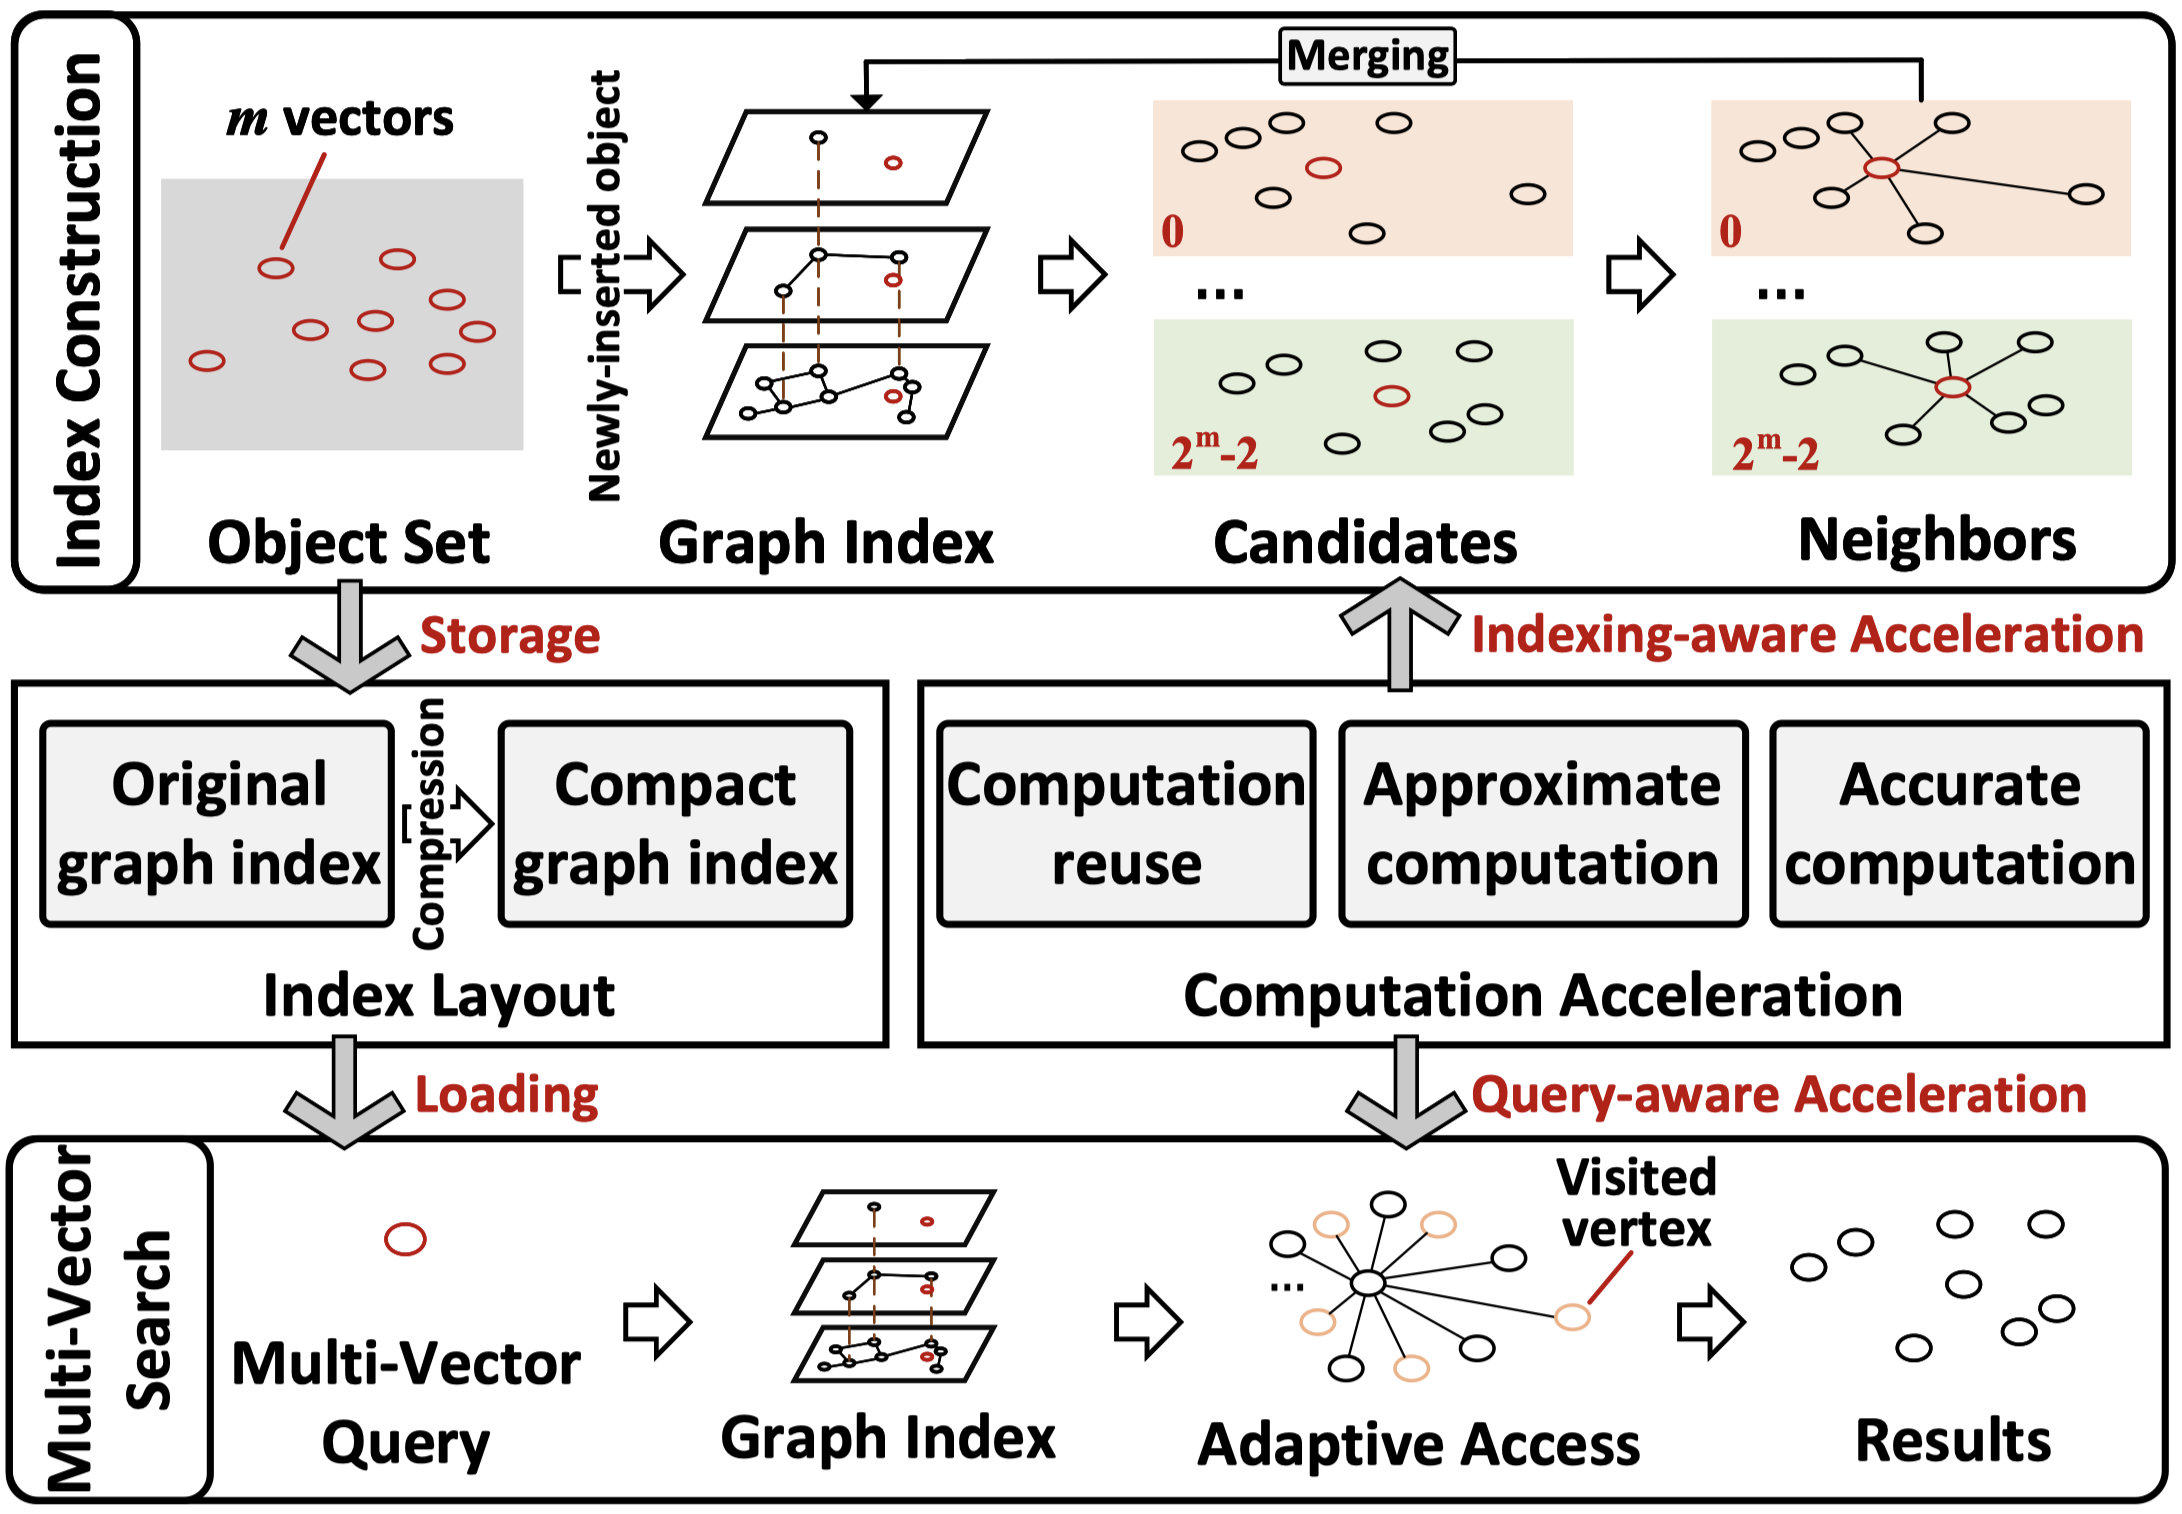 Index Construction
Merging
m vectors
Newly-inserted object
0
0
...
...
2^m-2
2^m-2
Object Set
Graph Index
Candidates
Neighbors
Storage
Indexing-aware Acceleration
Original
graph index
Compression
Compact
graph index
Computation
reuse
Approximate
computation
Accurate
computation
Index Layout
Computation Acceleration
Loading
Query-aware Acceleration
Multi-Vector
Search
Multi-Vector
Query
Graph Index
...
Visited
vertex
Adaptive Access
Results